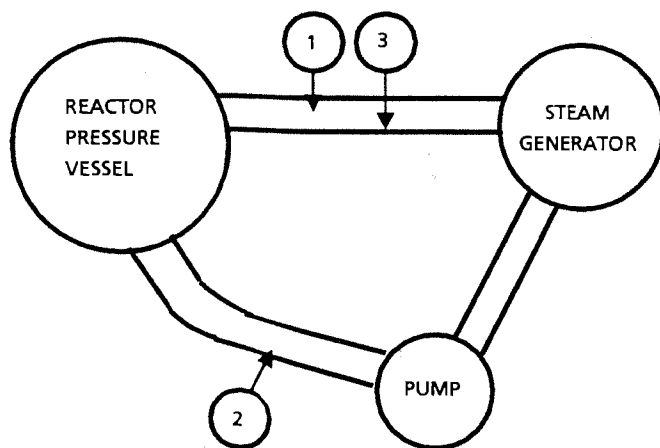 1
3
REACTOR
PRESSURE
VESSEL
STEAM
GENERATOR
PUMP
2